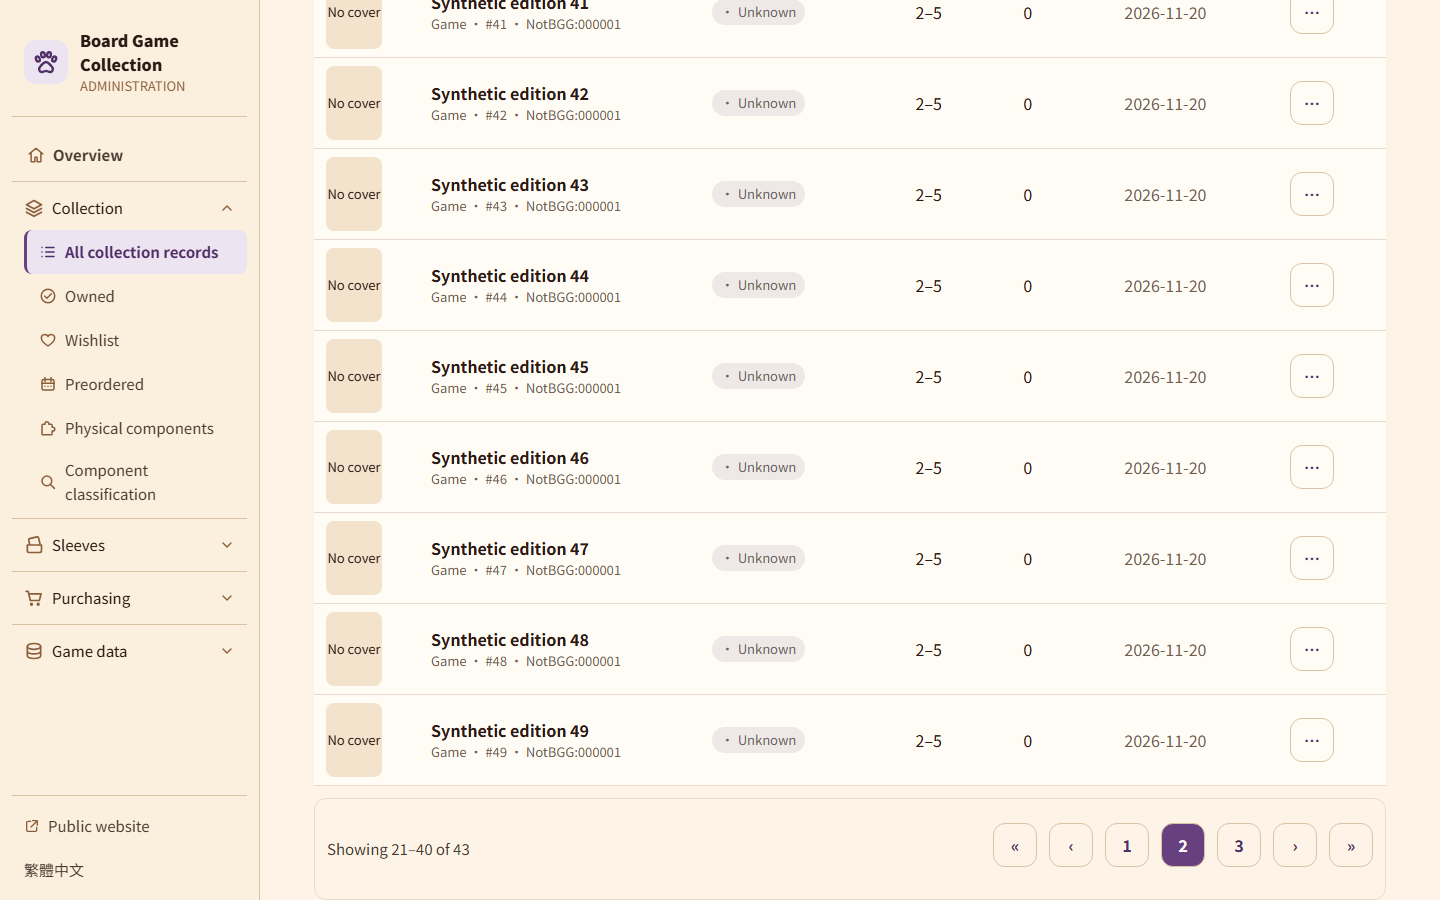 Board Game
Collection
ADMINISTRATION
Overview
Collection
All collection records
Owned
Wishlist
Preordered
Physical components
Component
classification
Sleeves
Purchasing
Game data
Public website
繁體中文
No cover
Synthetic edition 41
Game • #41 • NotBGG:000001
• Unknown
2–5
0
2026-11-20
...
No cover
Synthetic edition 42
Game • #42 • NotBGG:000001
• Unknown
2–5
0
2026-11-20
...
No cover
Synthetic edition 43
Game • #43 • NotBGG:000001
• Unknown
2–5
0
2026-11-20
...
No cover
Synthetic edition 44
Game • #44 • NotBGG:000001
• Unknown
2–5
0
2026-11-20
...
No cover
Synthetic edition 45
Game • #45 • NotBGG:000001
• Unknown
2–5
0
2026-11-20
...
No cover
Synthetic edition 46
Game • #46 • NotBGG:000001
• Unknown
2–5
0
2026-11-20
...
No cover
Synthetic edition 47
Game • #47 • NotBGG:000001
• Unknown
2–5
0
2026-11-20
...
No cover
Synthetic edition 48
Game • #48 • NotBGG:000001
• Unknown
2–5
0
2026-11-20
...
No cover
Synthetic edition 49
Game • #49 • NotBGG:000001
• Unknown
2–5
0
2026-11-20
...
Showing 21–40 of 43
« ‹ 1 2 3 › »